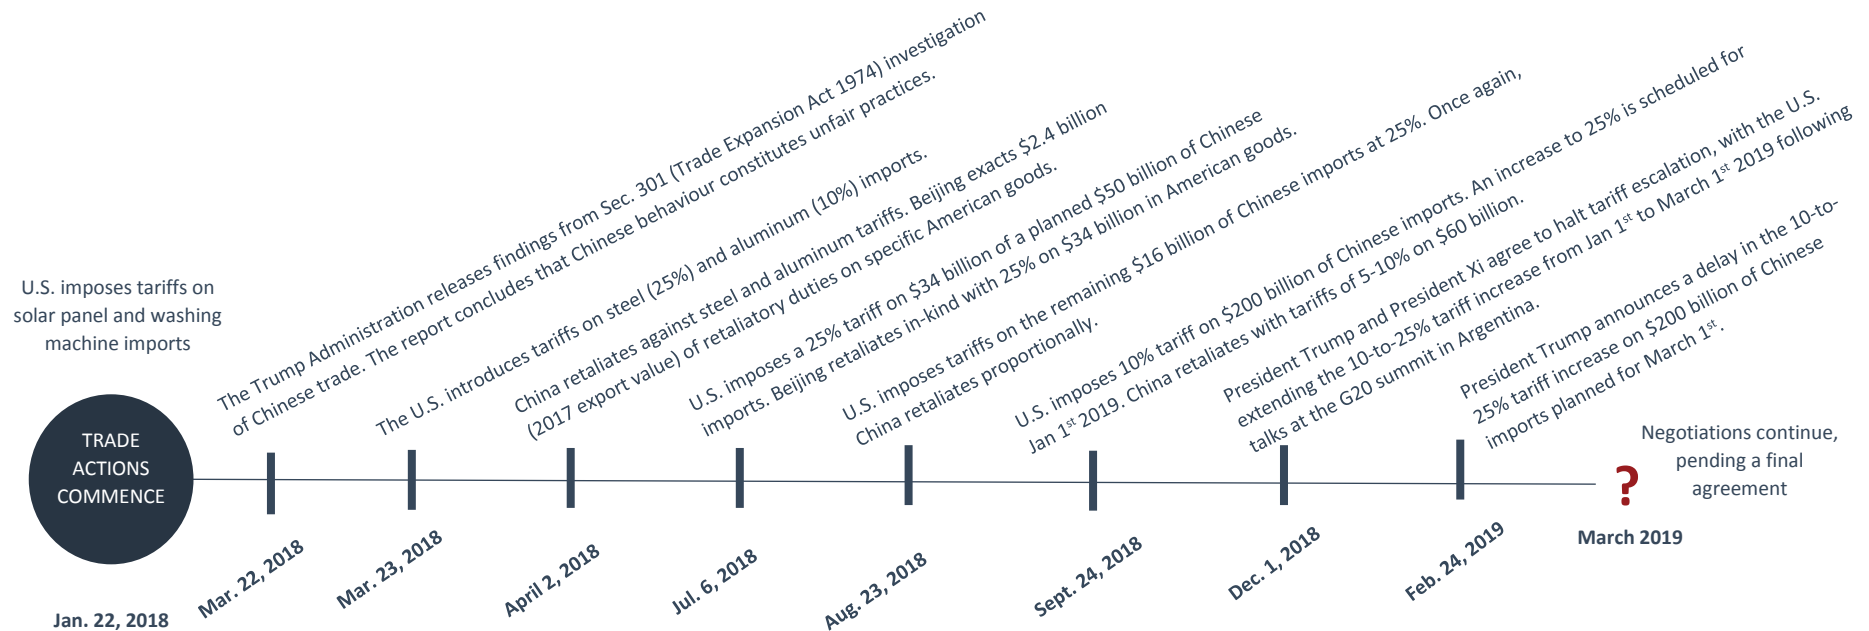 U.S. imposes tariffs on
solar panel and washing
machine imports
TRADE
ACTIONS
COMMENCE
Jan. 22, 2018
The Trump Administration releases findings from Sec. 301 (Trade Expansion Act 1974) investigation
of Chinese trade. The report concludes that Chinese behaviour constitutes unfair practices.
Mar. 22, 2018
The U.S. introduces tariffs on steel (25%) and aluminum (10%) imports.
Mar. 23, 2018
China retaliates against steel and aluminum tariffs. Beijing exacts $2.4 billion
(2017 export value) of retaliatory duties on specific American goods.
April 2, 2018
U.S. imposes a 25% tariff on $34 billion of a planned $50 billion of Chinese
imports. Beijing retaliates in-kind with 25% on $34 billion in American goods.
Jul. 6, 2018
U.S. imposes tariffs on the remaining $16 billion of Chinese imports at 25%. Once again,
China retaliates proportionally.
Aug. 23, 2018
U.S. imposes 10% tariff on $200 billion of Chinese imports. An increase to 25% is scheduled for
Jan 1st 2019. China retaliates with tariffs of 5-10% on $60 billion.
Sept. 24, 2018
President Trump and President Xi agree to halt tariff escalation, with the U.S.
extending the 10-to-25% tariff increase from Jan 1st to March 1st 2019 following
talks at the G20 summit in Argentina.
Dec. 1, 2018
President Trump announces a delay in the 10-to-
25% tariff increase on $200 billion of Chinese
imports planned for March 1st.
Feb. 24, 2019
Negotiations continue,
pending a final
agreement
?
March 2019